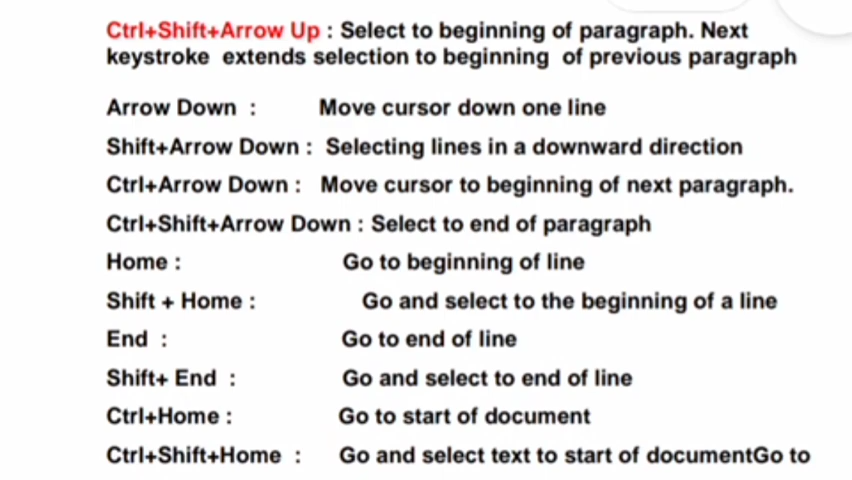 Ctrl+Shift+Arrow Up : Select to beginning of paragraph. Next
keystroke extends selection to beginning of previous paragraph
Arrow Down : Move cursor down one line
Shift+Arrow Down : Selecting lines in a downward direction
Ctrl+Arrow Down : Move cursor to beginning of next paragraph.
Ctrl+Shift+Arrow Down : Select to end of paragraph
Home : Go to beginning of line
Shift + Home : Go and select to the beginning of a line
End : Go to end of line
Shift+ End : Go and select to end of line
Ctrl+Home : Go to start of document
Ctrl+Shift+Home : Go and select text to start of documentGo to